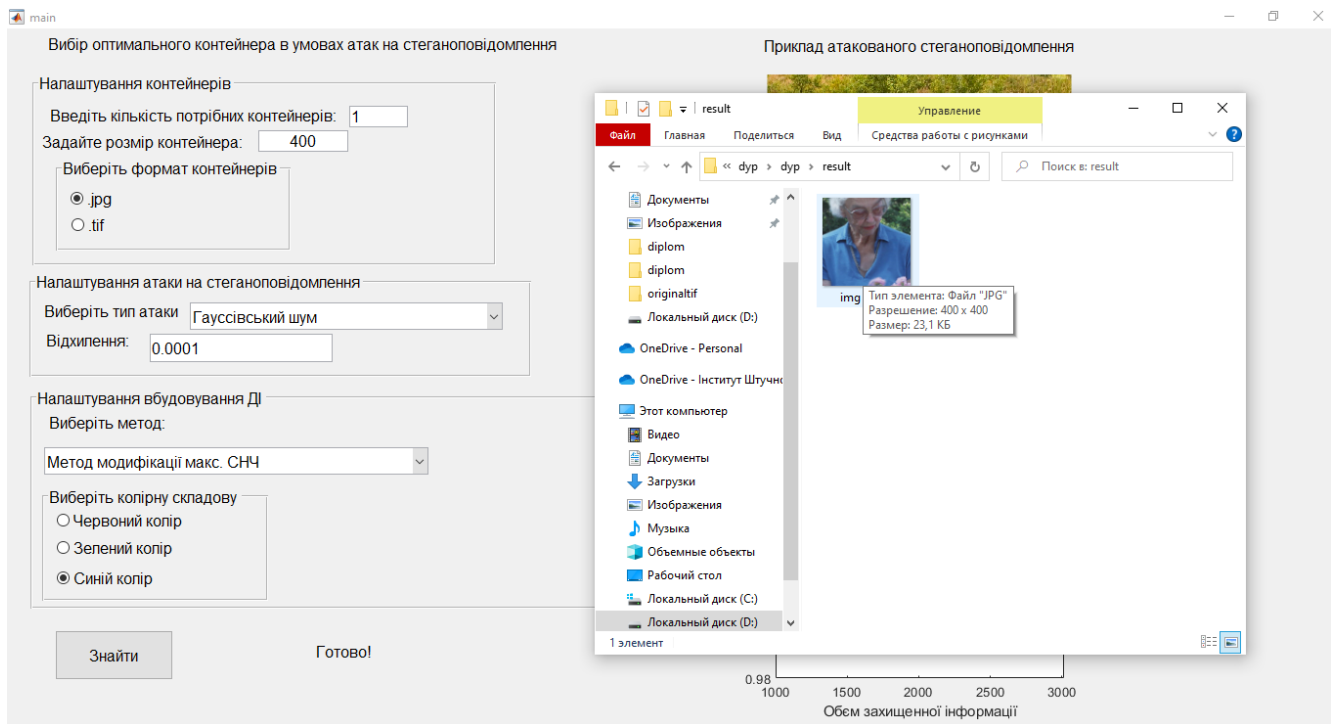 main
Вибір оптимального контейнера в умовах атак на стеганоповідомлення
Приклад атакованого стеганоповідомлення
Налаштування контейнерів
Введіть кількість потрібних контейнерів: 1
Задайте розмір контейнера: 400
Виберіть формат контейнерів
.jpg
.tif
Налаштування атаки на стеганоповідомлення
Виберіть тип атаки Гауссівський шум
Відхилення: 0.0001
Налаштування вбудовування ДІ
Виберіть метод:
Метод модифікації макс. СНЧ
Виберіть колірну складову
Червоний колір
Зелений колір
Синій колір
Знайти
Готово!
result
Управление
Файл Главная Поделиться Вид Средства работы с рисунками
« dyp › dyp › result
Поиск в: result
Документы
Изображения
diplom
diplom
originaltif
Локальный диск (D:)
OneDrive - Personal
OneDrive - Інститут Штучно
Этот компьютер
Видео
Документы
Загрузки
Изображения
Музыка
Объемные объекты
Рабочий стол
Локальный диск (C:)
Локальный диск (D:)
img
Тип элемента: Файл "JPG"
Разрешение: 400 x 400
Размер: 23,1 КБ
1 элемент
0.98
1000 1500 2000 2500 3000
Обєм захищенної інформації